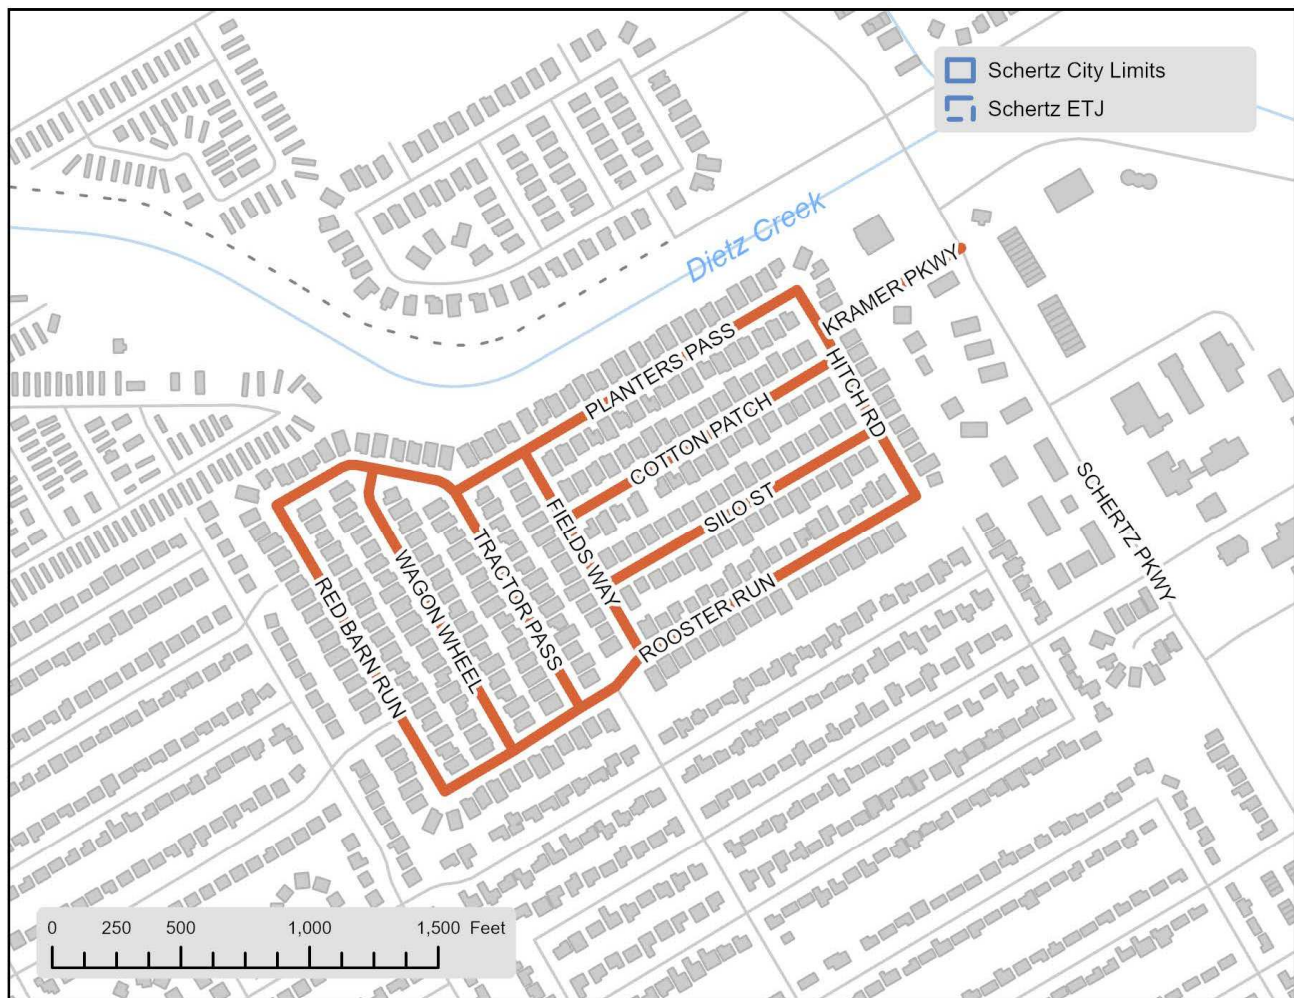 Schertz City Limits
Schertz ETJ
Dietz Creek
KRAMER PKWY
PLANTERS PASS
HITCH RD
COTTON PATCH
SILO ST
FIELDS WAY
TRACTOR PASS
WAGON WHEEL
RED BARN RUN
ROOSTER RUN
SCHERTZ PKWY
0 250 500 1,000 1,500 Feet